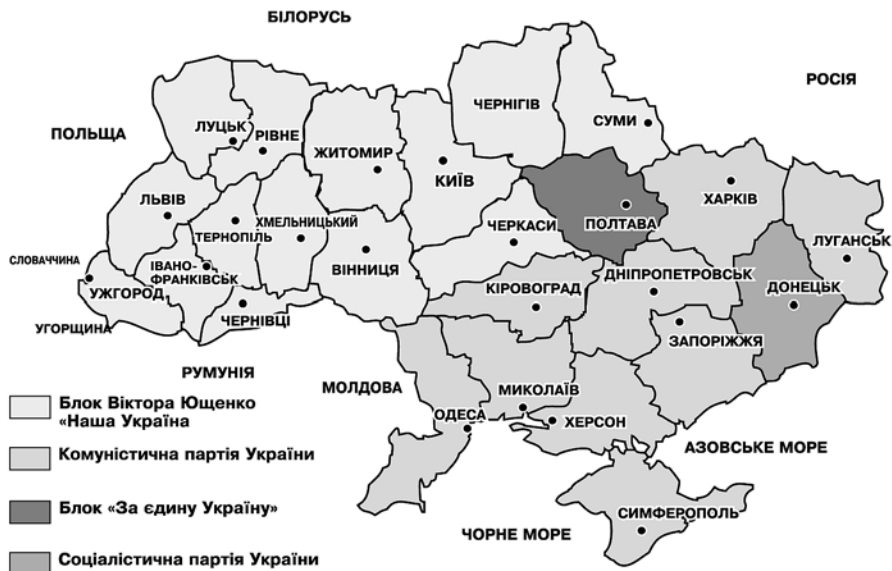 БІЛОРУСЬ
РОСІЯ
ПОЛЬЩА
ЧЕРНІГІВ
СУМИ
ЛУЦЬК
РІВНЕ
ЖИТОМИР
КИЇВ
ХАРКІВ
ЛЬВІВ
ТЕРНОПІЛЬ
ХМЕЛЬНИЦЬКИЙ
ЧЕРКАСИ
ПОЛТАВА
ЛУГАНСЬК
СЛОВАЧЧИНА
ІВАНО-
ФРАНКІВСЬК
ВІННИЦЯ
ДНІПРОПЕТРОВСЬК
ДОНЕЦЬК
УЖГОРОД
КІРОВОГРАД
УГОРЩИНА
ЧЕРНІВЦІ
ЗАПОРІЖЖЯ
РУМУНІЯ
МОЛДОВА
МИКОЛАЇВ
ОДЕСА
ХЕРСОН
АЗОВСЬКЕ МОРЕ
СИМФЕРОПОЛЬ
ЧОРНЕ МОРЕ
Блок Віктора Ющенко
«Наша Україна
Комуністична партія України
Блок «За єдину Україну»
Соціалістична партія України